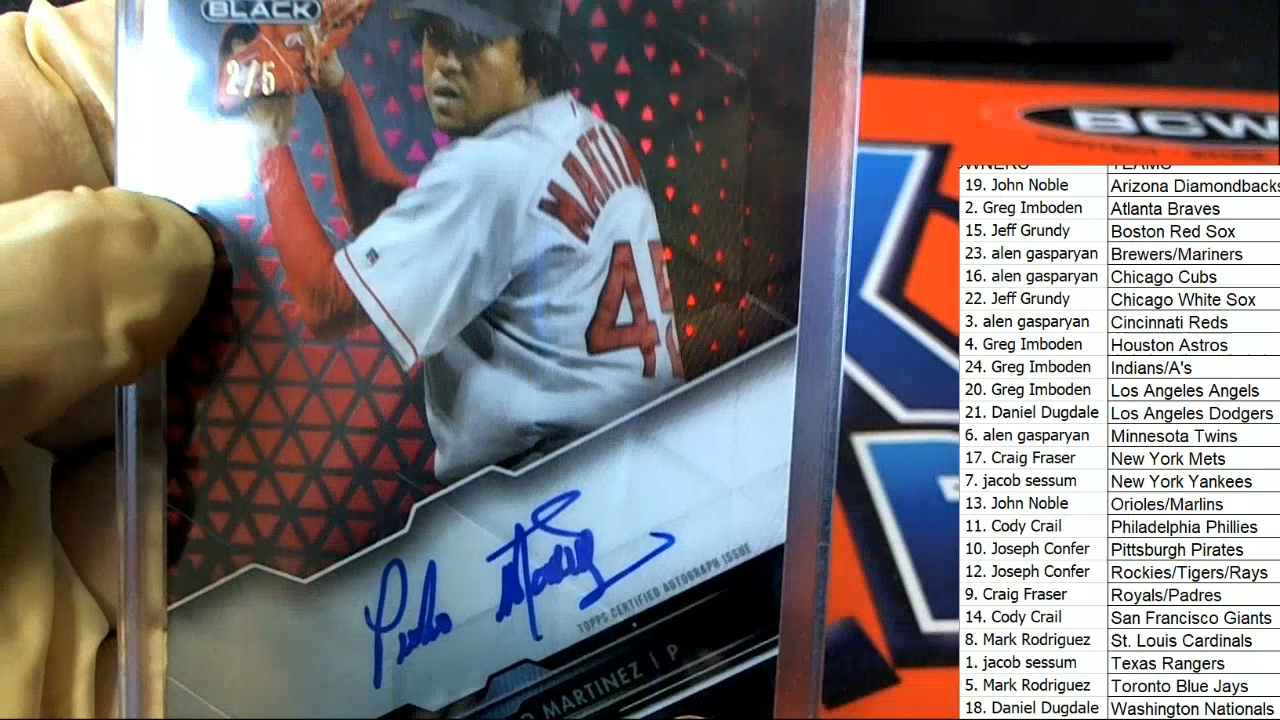 BLACK
2/5
MARTIN
45
Pedro Martinez
TOPPS CERTIFIED AUTOGRAPH ISSUE
O MARTINEZ | P
BCW
OWNERS TEAMS
19. John Noble Arizona Diamondback
2. Greg Imboden Atlanta Braves
15. Jeff Grundy Boston Red Sox
23. alen gasparyan Brewers/Mariners
16. alen gasparyan Chicago Cubs
22. Jeff Grundy Chicago White Sox
3. alen gasparyan Cincinnati Reds
4. Greg Imboden Houston Astros
24. Greg Imboden Indians/A's
20. Greg Imboden Los Angeles Angels
21. Daniel Dugdale Los Angeles Dodgers
6. alen gasparyan Minnesota Twins
17. Craig Fraser New York Mets
7. jacob sessum New York Yankees
13. John Noble Orioles/Marlins
11. Cody Crail Philadelphia Phillies
10. Joseph Confer Pittsburgh Pirates
12. Joseph Confer Rockies/Tigers/Rays
9. Craig Fraser Royals/Padres
14. Cody Crail San Francisco Giants
8. Mark Rodriguez St. Louis Cardinals
1. jacob sessum Texas Rangers
5. Mark Rodriguez Toronto Blue Jays
18. Daniel Dugdale Washington Nationals